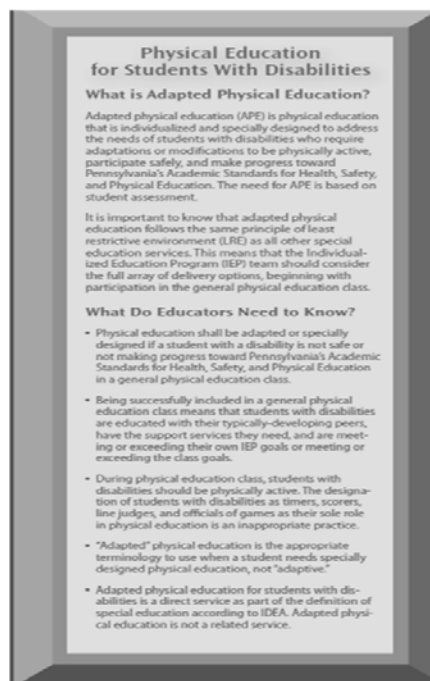 Physical Education
for Students With Disabilities
What is Adapted Physical Education?
Adapted physical education (APE) is physical education
that is individualized and specially designed to address
the needs of students with disabilities who require
adaptations or modifications to be physically active,
participate safely, and make progress toward
Pennsylvania's Academic Standards for Health, Safety,
and Physical Education. The need for APE is based on
student assessment.
It is important to know that adapted physical
education follows the same principle of least
restrictive environment (LRE) as all other special
education services. This means that the Individual-
ized Education Program (IEP) team should consider
the full array of delivery options, beginning with
participation in the general physical education class.
What Do Educators Need to Know?
• Physical education shall be adapted or specially
designed if a student with a disability is not safe or
not making progress toward Pennsylvania's Academic
Standards for Health, Safety, and Physical Education
in a general physical education class.
• Being successfully included in a general physical
education class means that students with disabilities
are educated with their typically-developing peers,
have the support services they need, and are meet-
ing or exceeding their own IEP goals or meeting or
exceeding the class goals.
• During physical education class, students with
disabilities should be physically active. The designa-
tion of students with disabilities as timers, scorers,
line judges, and officials of games as their sole role
in physical education is an inappropriate practice.
• "Adapted" physical education is the appropriate
terminology to use when a student needs specially
designed physical education, not "adaptive."
• Adapted physical education for students with dis-
abilities is a direct service as part of the definition of
special education according to IDEA. Adapted physi-
cal education is not a related service.